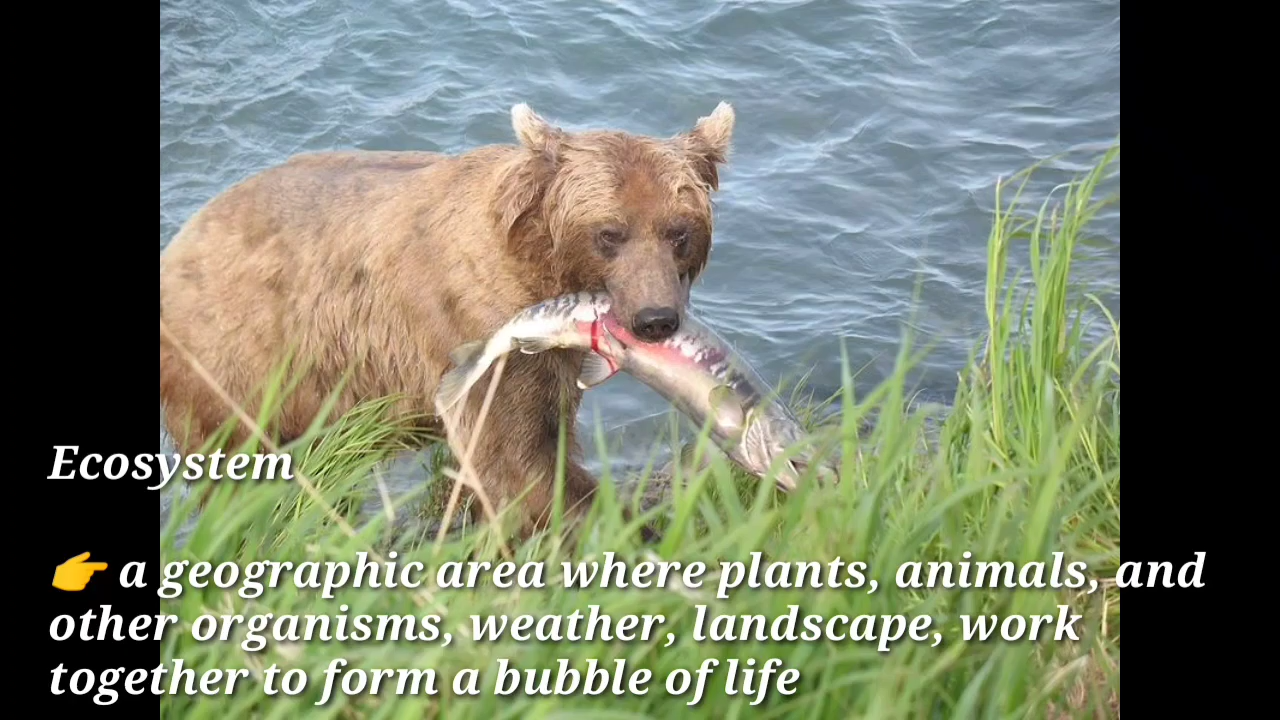 Ecosystem
👉 a geographic area where plants, animals, and
other organisms, weather, landscape, work
together to form a bubble of life